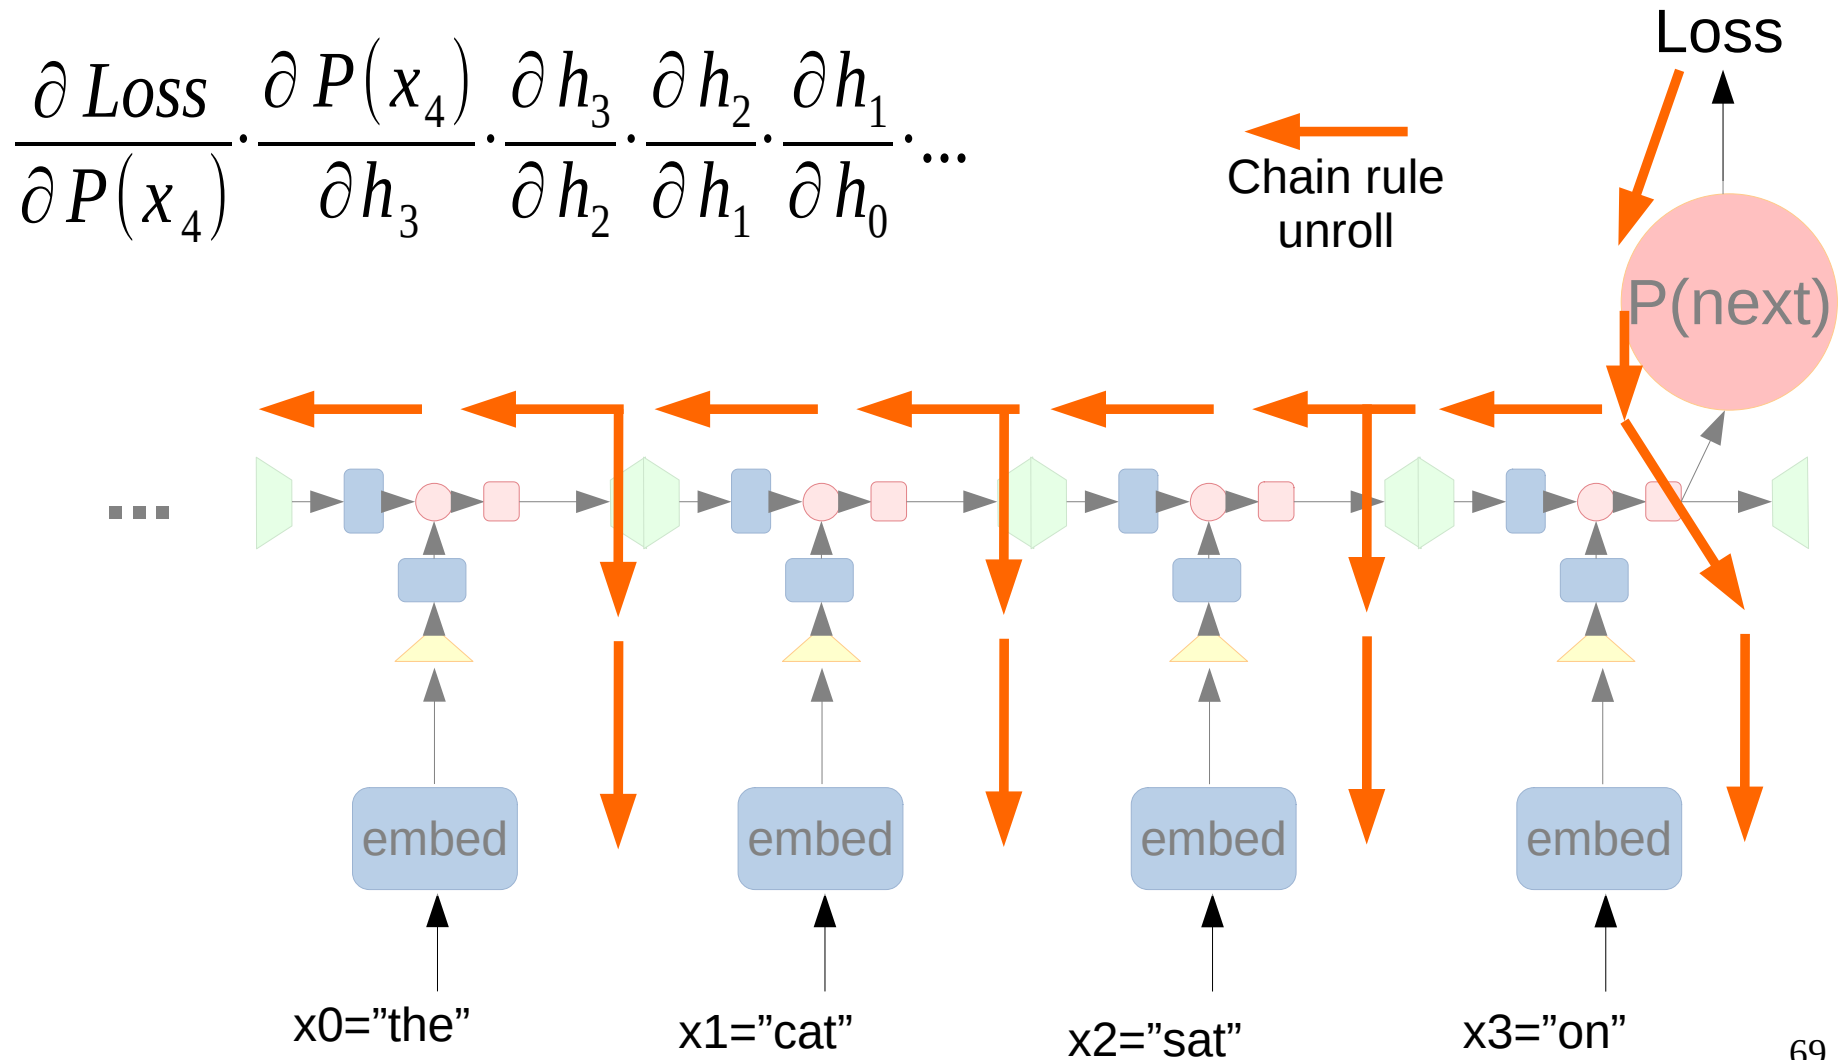 Loss
∂ Loss / ∂ P(x₄) · ∂ P(x₄) / ∂h₃ · ∂h₃ / ∂h₂ · ∂h₂ / ∂h₁ · ∂h₁ / ∂h₀ · ...
Chain rule
unroll
P(next)
...
embed embed embed embed
x0=”the” x1=”cat” x2=”sat” x3=”on”
69